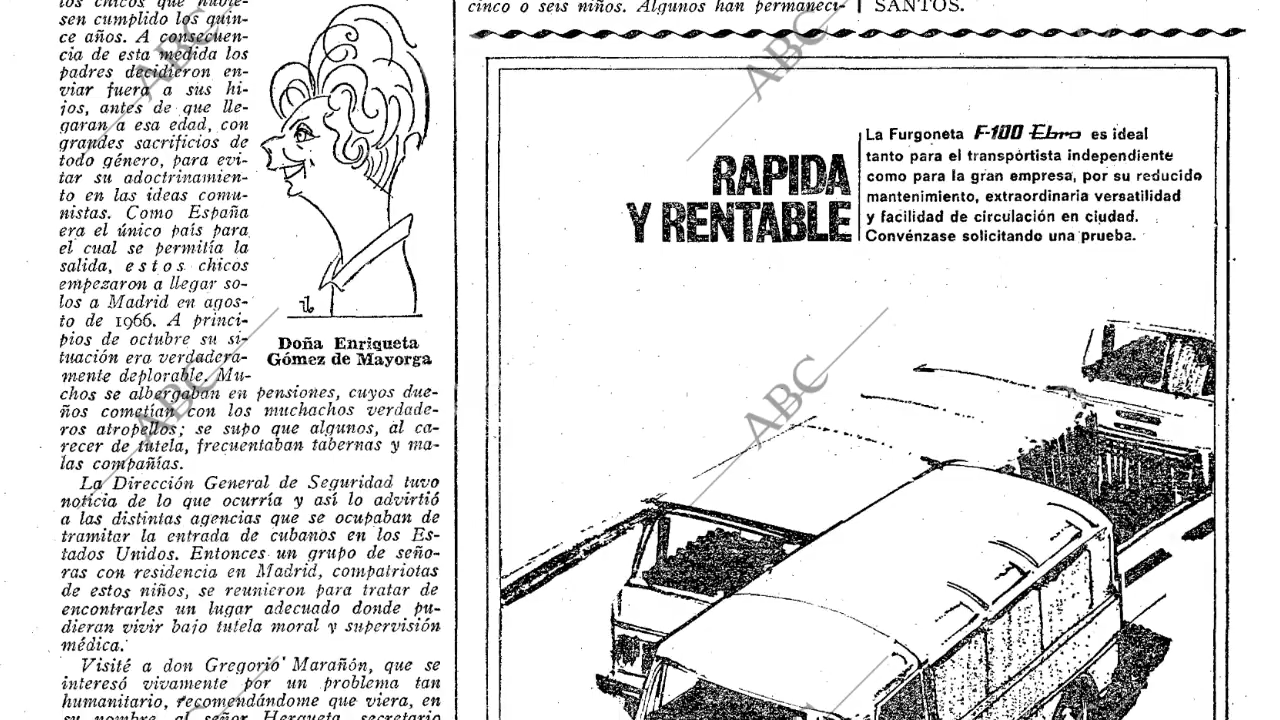 los chicos que hubie-
sen cumplido los quin-
ce años. A consecuen-
cia de esta medida los
padres decidieron en-
viar fuera a sus hi-
jos, antes de que lle-
garan a esa edad, con
grandes sacrificios de
todo género, para evi-
tar su adoctrinamien-
to en las ideas comu-
nistas. Como España
era el único país para
el cual se permitía la
salida, estos chicos
empezaron a llegar so-
los a Madrid en agos-
to de 1966. A princi-
pios de octubre su si-
tuación era verdadera-
mente deplorable. Mu-
chos se albergaban en pensiones, cuyos due-
ños cometían con los muchachos verdade-
ros atropellos; se supo que algunos, al ca-
recer de tutela, frecuentaban tabernas y ma-
las compañías.
La Dirección General de Seguridad tuvo
noticia de lo que ocurría y así lo advirtió
a las distintas agencias que se ocupaban de
tramitar la entrada de cubanos en los Es-
tados Unidos. Entonces un grupo de seño-
ras con residencia en Madrid, compatriotas
de estos niños, se reunieron para tratar de
encontrarles un lugar adecuado donde pu-
dieran vivir bajo tutela moral y supervisión
médica.
Visité a don Gregorio Marañón, que se
interesó vivamente por un problema tan
humanitario, recomendándome que viera, en
su nombre, al señor Hergueta, secretario
Doña Enriqueta
Gómez de Mayorga
cinco o seis niños. Algunos han permaneci-
SANTOS.
RAPIDA
Y RENTABLE
La Furgoneta F-100 Ebro es ideal
tanto para el transportista independiente
como para la gran empresa, por su reducido
mantenimiento, extraordinaria versatilidad
y facilidad de circulación en ciudad.
Convénzase solicitando una prueba.
ABC
ABC
ABC
ABC